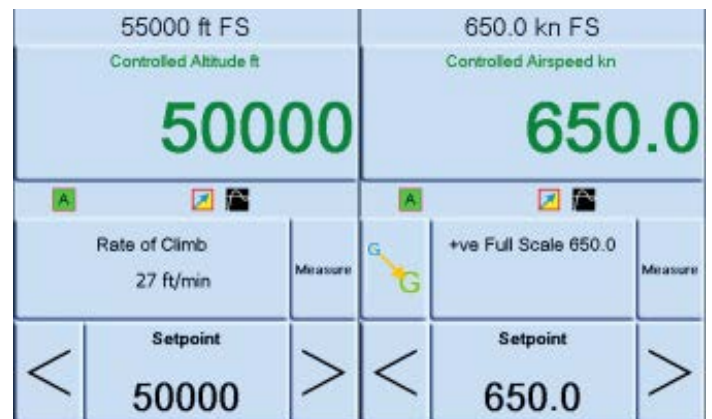 55000 ft FS
650.0 kn FS
Controlled Altitude ft
Controlled Airspeed kn
50000
650.0
A
A
Rate of Climb
27 ft/min
Measure
G
G
+ve Full Scale 650.0
Measure
<
Setpoint
50000
>
<
Setpoint
650.0
>